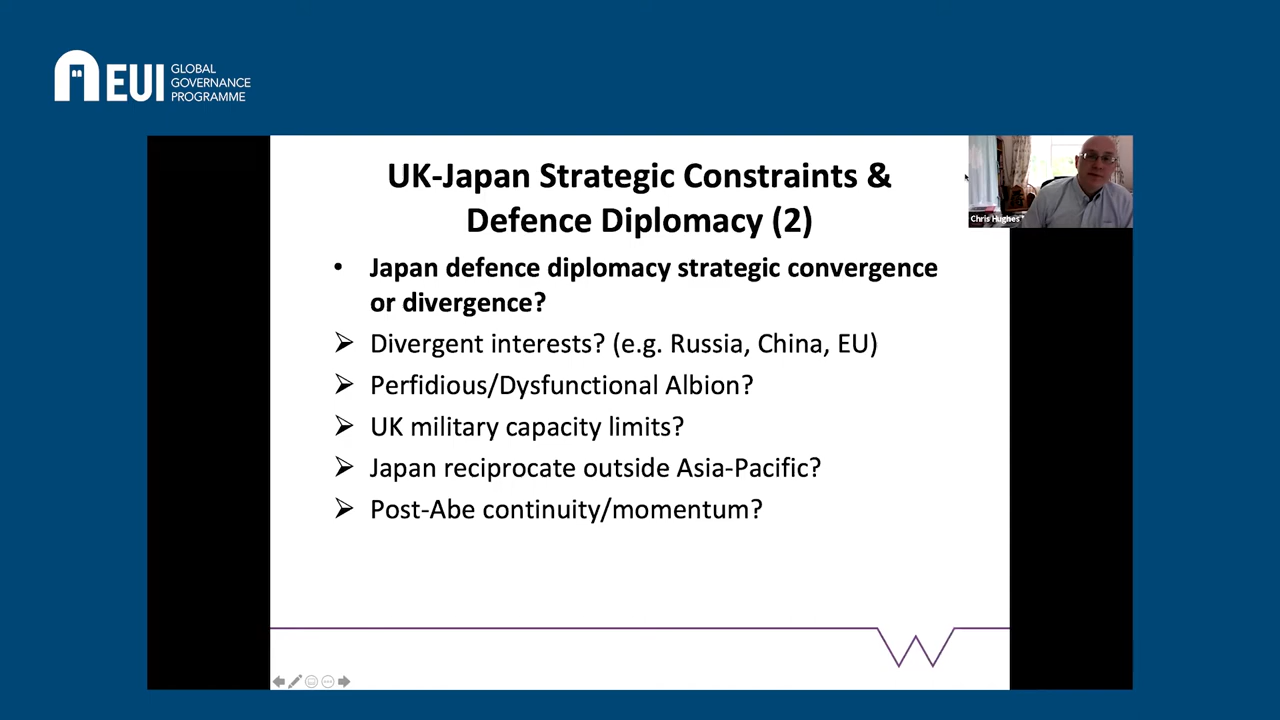 EUI
GLOBAL
GOVERNANCE
PROGRAMME
UK-Japan Strategic Constraints &
Defence Diplomacy (2)
Chris Hughes
• Japan defence diplomacy strategic convergence
or divergence?
➢ Divergent interests? (e.g. Russia, China, EU)
➢ Perfidious/Dysfunctional Albion?
➢ UK military capacity limits?
➢ Japan reciprocate outside Asia-Pacific?
➢ Post-Abe continuity/momentum?